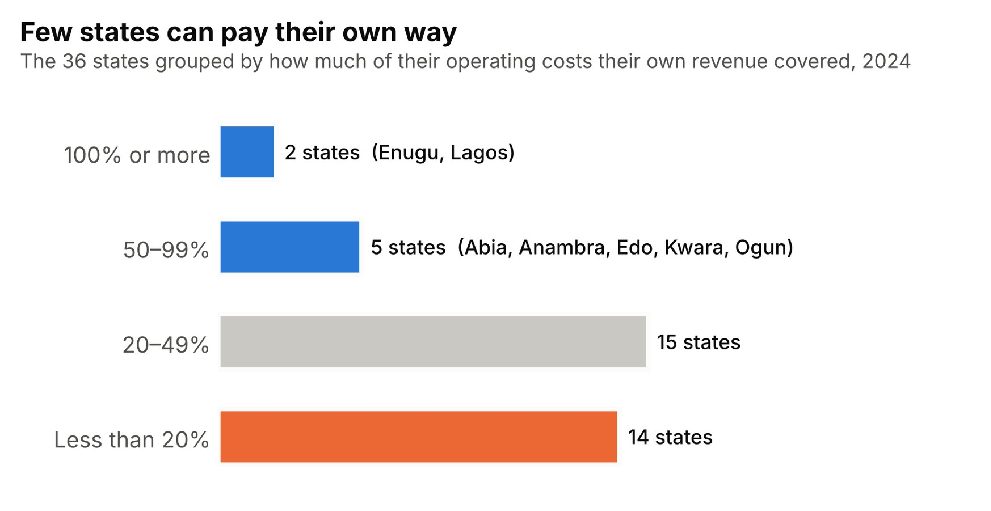 Few states can pay their own way
The 36 states grouped by how much of their operating costs their own revenue covered, 2024
100% or more 2 states (Enugu, Lagos)
50–99% 5 states (Abia, Anambra, Edo, Kwara, Ogun)
20–49% 15 states
Less than 20% 14 states